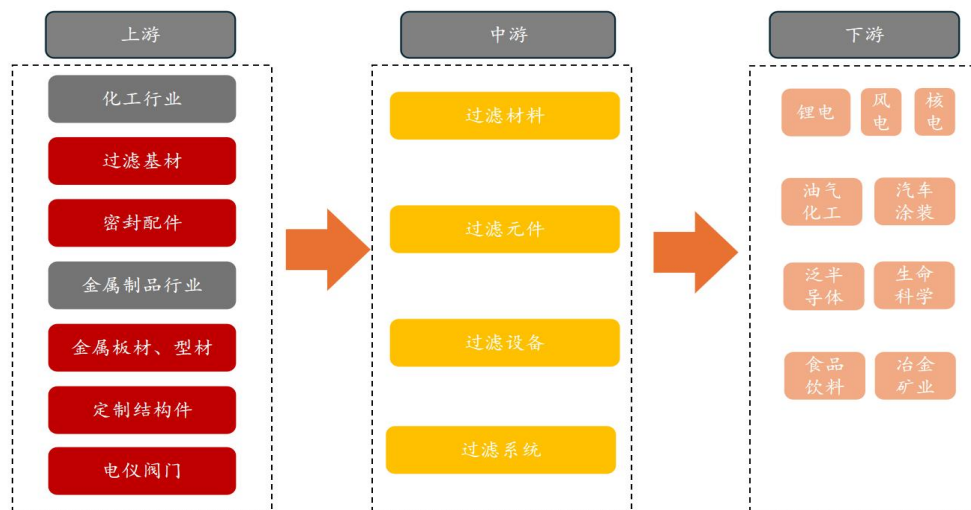 上游
化工行业
过滤基材
密封配件
金属制品行业
金属板材、型材
定制结构件
电仪阀门
中游
过滤材料
过滤元件
过滤设备
过滤系统
下游
锂电
风
电
核
电
油气
化工
汽车
涂装
泛半
导体
生命
科学
食品
饮料
冶金
矿业